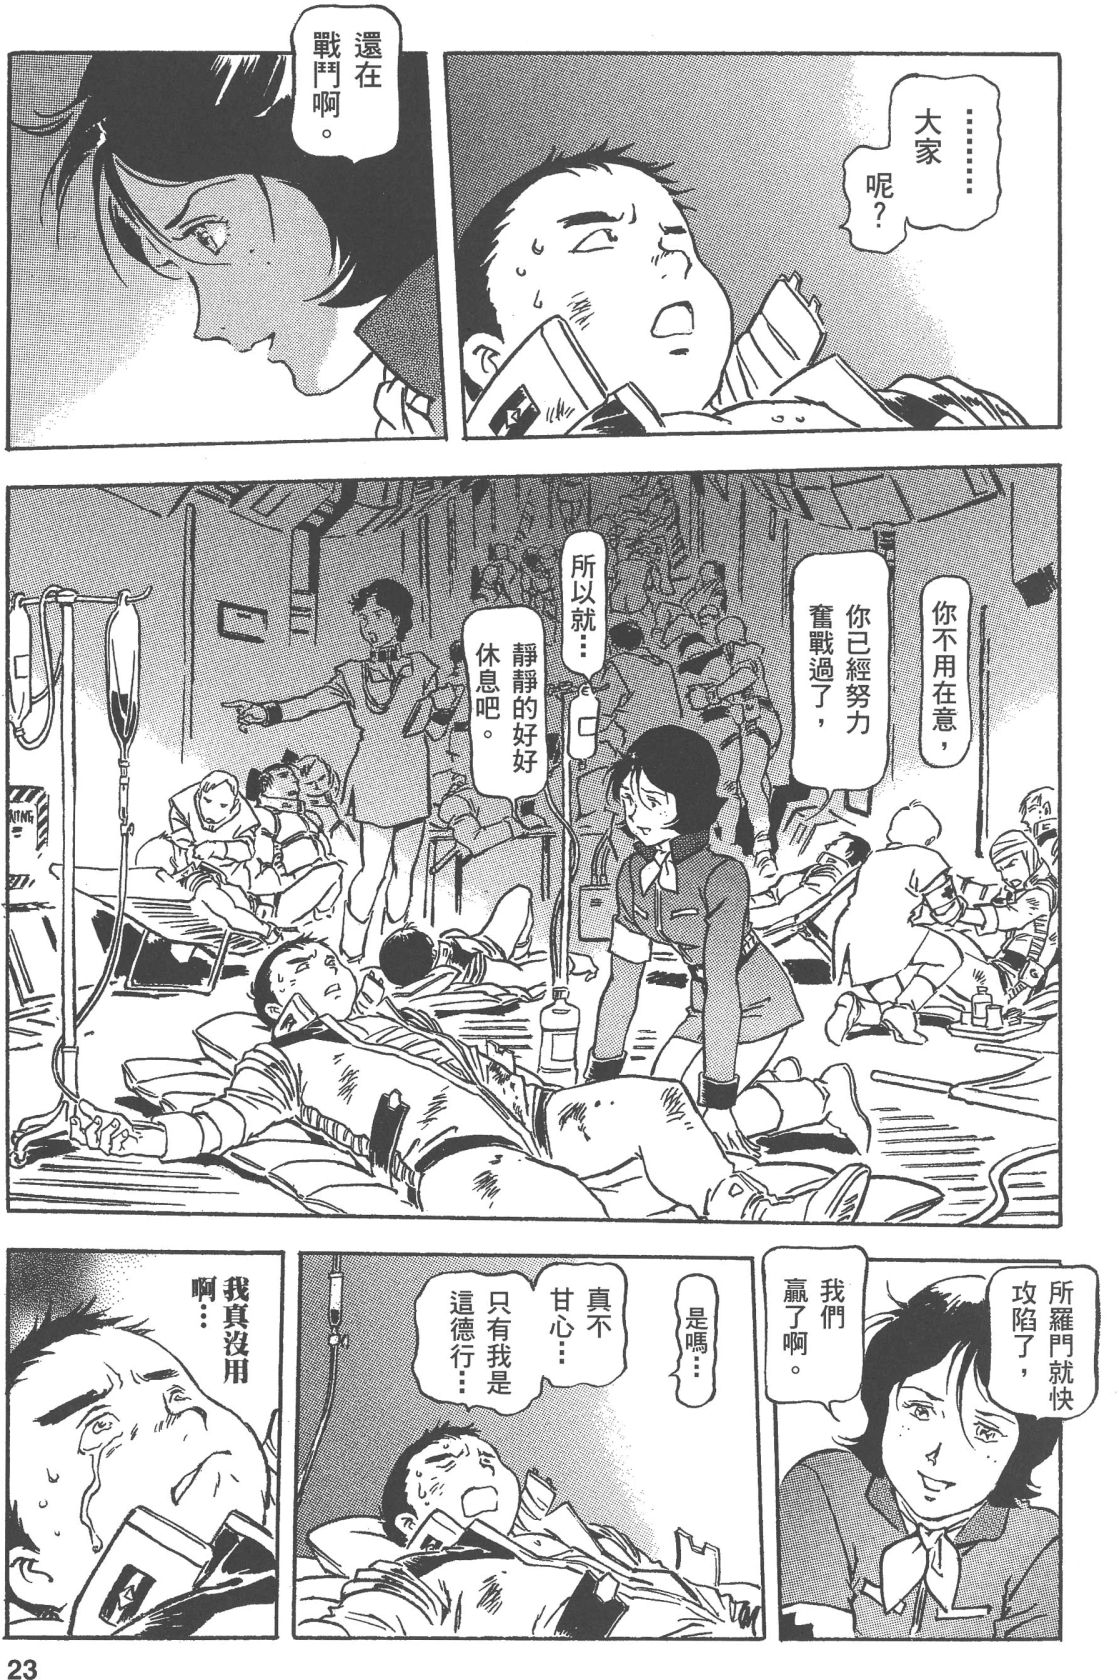 ………
大家
呢?
還在
戰鬥啊。
你不用在意,
你已經努力
奮戰過了,
所以就…
靜靜的好好
休息吧。
所羅門就快
攻陷了,
我們
贏了啊。
是嗎…
真不
甘心…
只有我是
這德行…
我真沒用
啊…
23